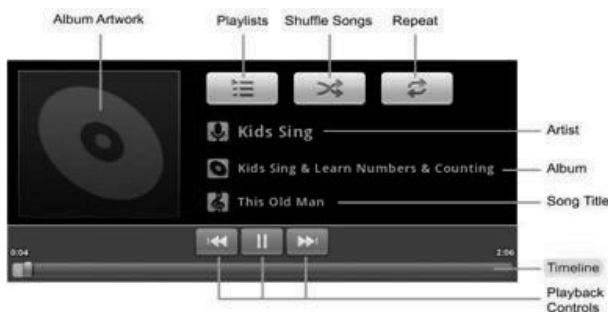 Album Artwork
Playlists
Shuffle Songs
Repeat
Kids Sing
Artist
Kids Sing & Learn Numbers & Counting
Album
This Old Man
Song Title
0:04
2:06
Timeline
Playback
Controls